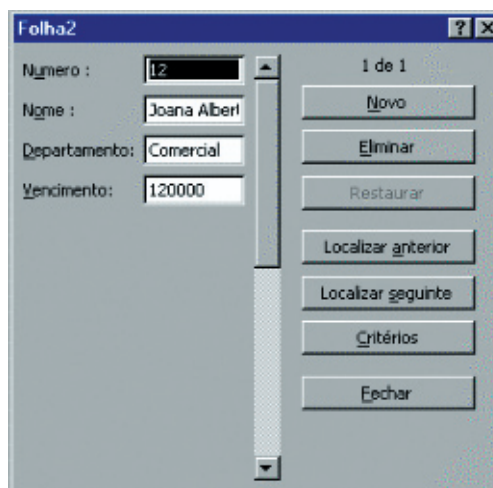 Folha2
Numero :
12
Nome :
Joana Albert
Departamento:
Comercial
Vencimento:
120000
1 de 1
Novo
Eliminar
Restaurar
Localizar anterior
Localizar seguinte
Critérios
Fechar